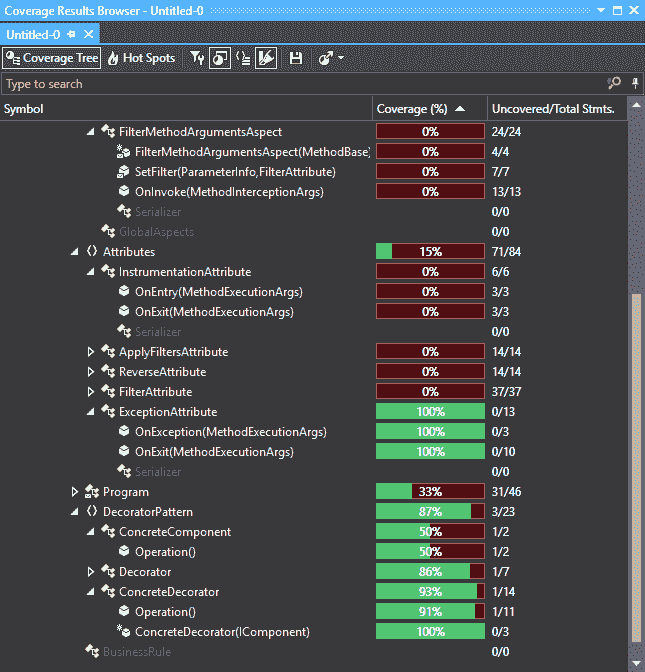 Coverage Results Browser - Untitled-0
Untitled-0
Coverage Tree Hot Spots
Type to search
Symbol Coverage (%) Uncovered/Total Stmts.
FilterMethodArgumentsAspect 0% 24/24
FilterMethodArgumentsAspect(MethodBase) 0% 4/4
SetFilter(ParameterInfo,FilterAttribute) 0% 7/7
OnInvoke(MethodInterceptionArgs) 0% 13/13
Serializer 0/0
GlobalAspects 0/0
Attributes 15% 71/84
InstrumentationAttribute 0% 6/6
OnEntry(MethodExecutionArgs) 0% 3/3
OnExit(MethodExecutionArgs) 0% 3/3
Serializer 0/0
ApplyFiltersAttribute 0% 14/14
ReverseAttribute 0% 14/14
FilterAttribute 0% 37/37
ExceptionAttribute 100% 0/13
OnException(MethodExecutionArgs) 100% 0/3
OnExit(MethodExecutionArgs) 100% 0/10
Serializer 0/0
Program 33% 31/46
DecoratorPattern 87% 3/23
ConcreteComponent 50% 1/2
Operation() 50% 1/2
Decorator 86% 1/7
ConcreteDecorator 93% 1/14
Operation() 91% 1/11
ConcreteDecorator(IComponent) 100% 0/3
BusinessRule 0/0